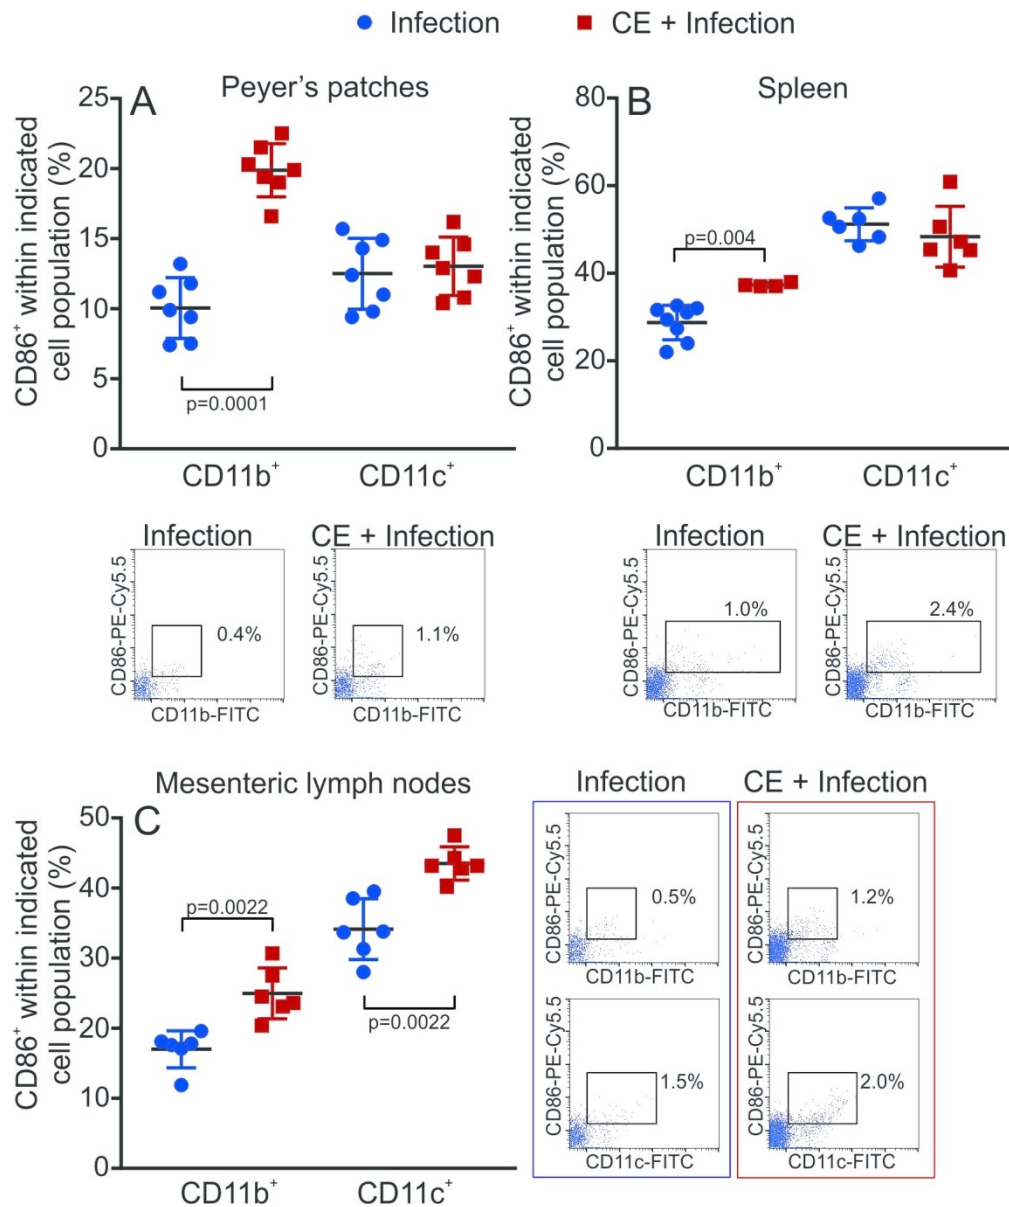 Infection CE + Infection
A Peyer's patches
CD86⁺ within indicated
cell population (%)
25
20
15
10
5
0
p=0.0001
CD11b⁺ CD11c⁺
B Spleen
CD86⁺ within indicated
cell population (%)
80
60
40
20
0
p=0.004
CD11b⁺ CD11c⁺
Infection CE + Infection
CD86-PE-Cy5.5
0.4%
CD11b-FITC
CD86-PE-Cy5.5
1.1%
CD11b-FITC
Infection CE + Infection
CD86-PE-Cy5.5
1.0%
CD11b-FITC
CD86-PE-Cy5.5
2.4%
CD11b-FITC
C Mesenteric lymph nodes
CD86⁺ within indicated
cell population (%)
50
40
30
20
10
0
p=0.0022
p=0.0022
CD11b⁺ CD11c⁺
Infection CE + Infection
CD86-PE-Cy5.5
0.5%
CD11b-FITC
CD86-PE-Cy5.5
1.2%
CD11b-FITC
CD86-PE-Cy5.5
1.5%
CD11c-FITC
CD86-PE-Cy5.5
2.0%
CD11c-FITC